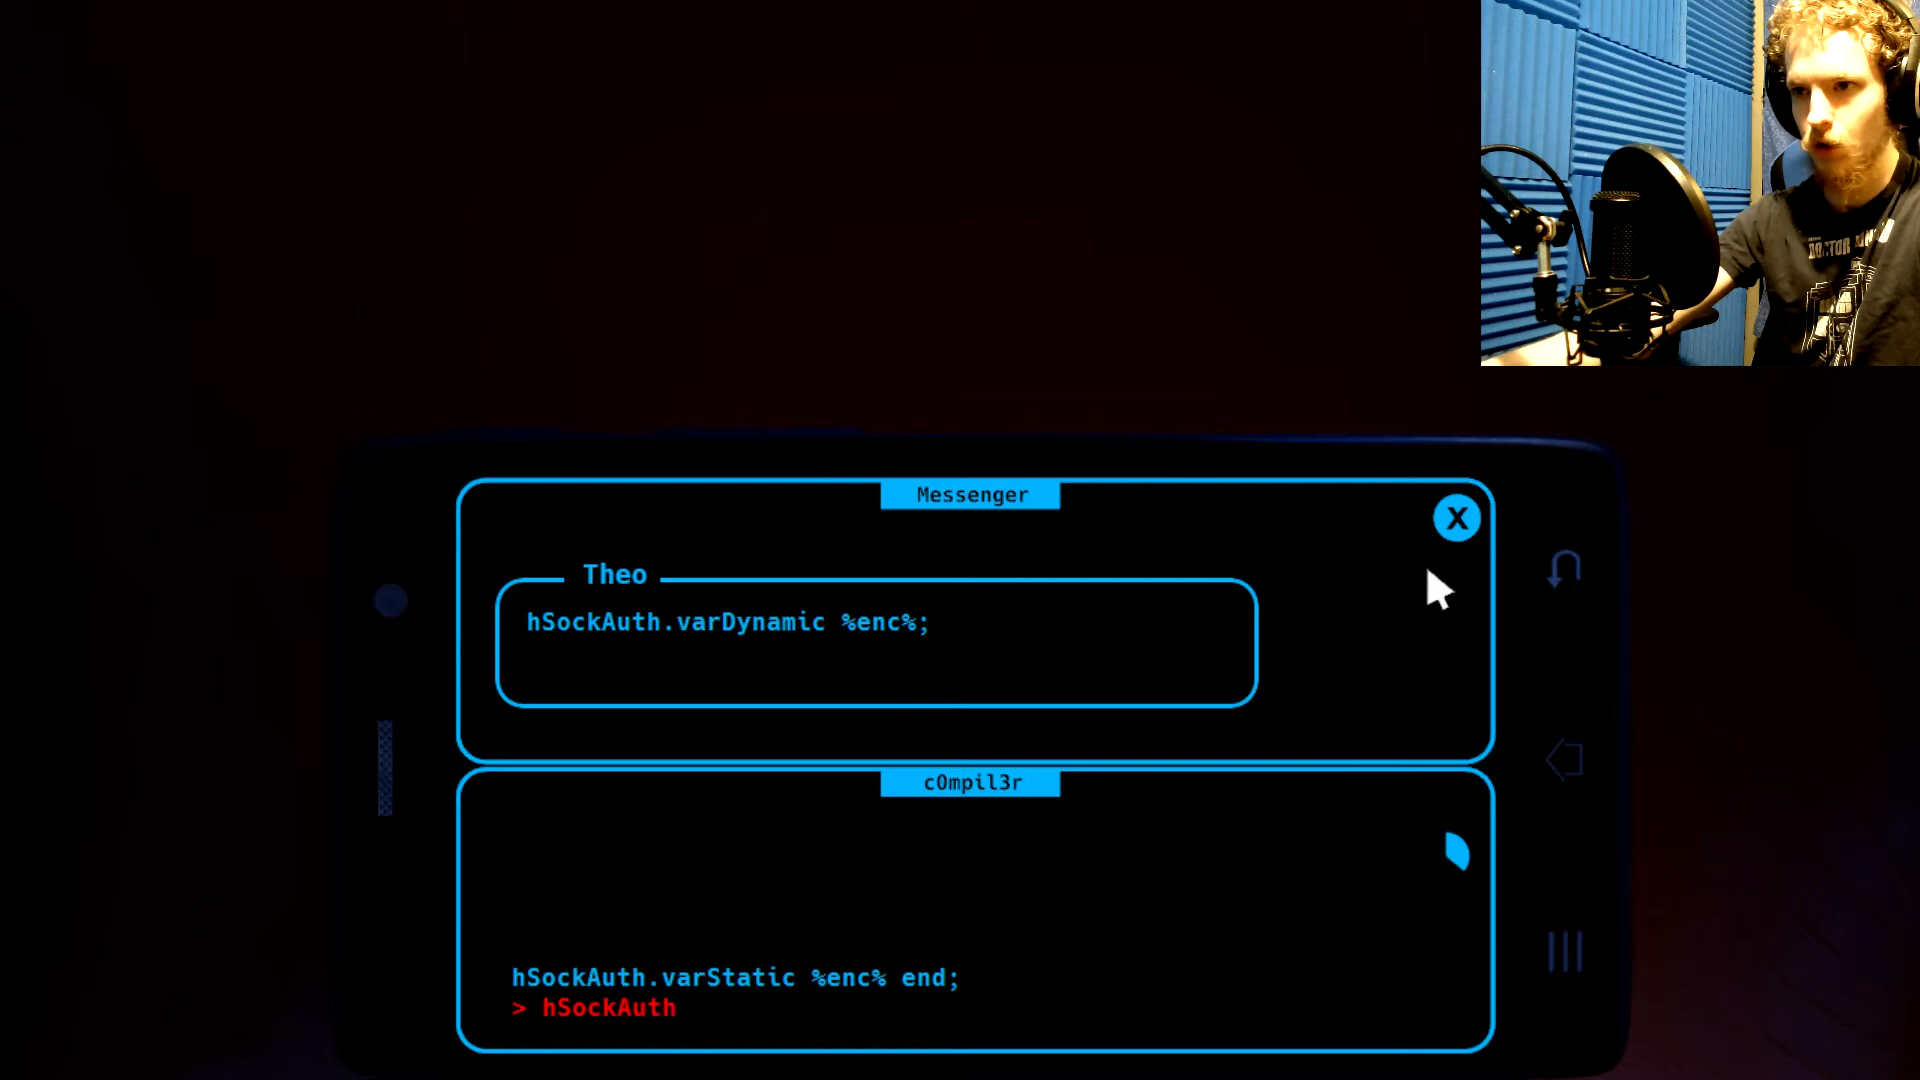 Messenger
X
Theo
hSockAuth.varDynamic %enc%;
c0mpil3r
hSockAuth.varStatic %enc% end;
> hSockAuth